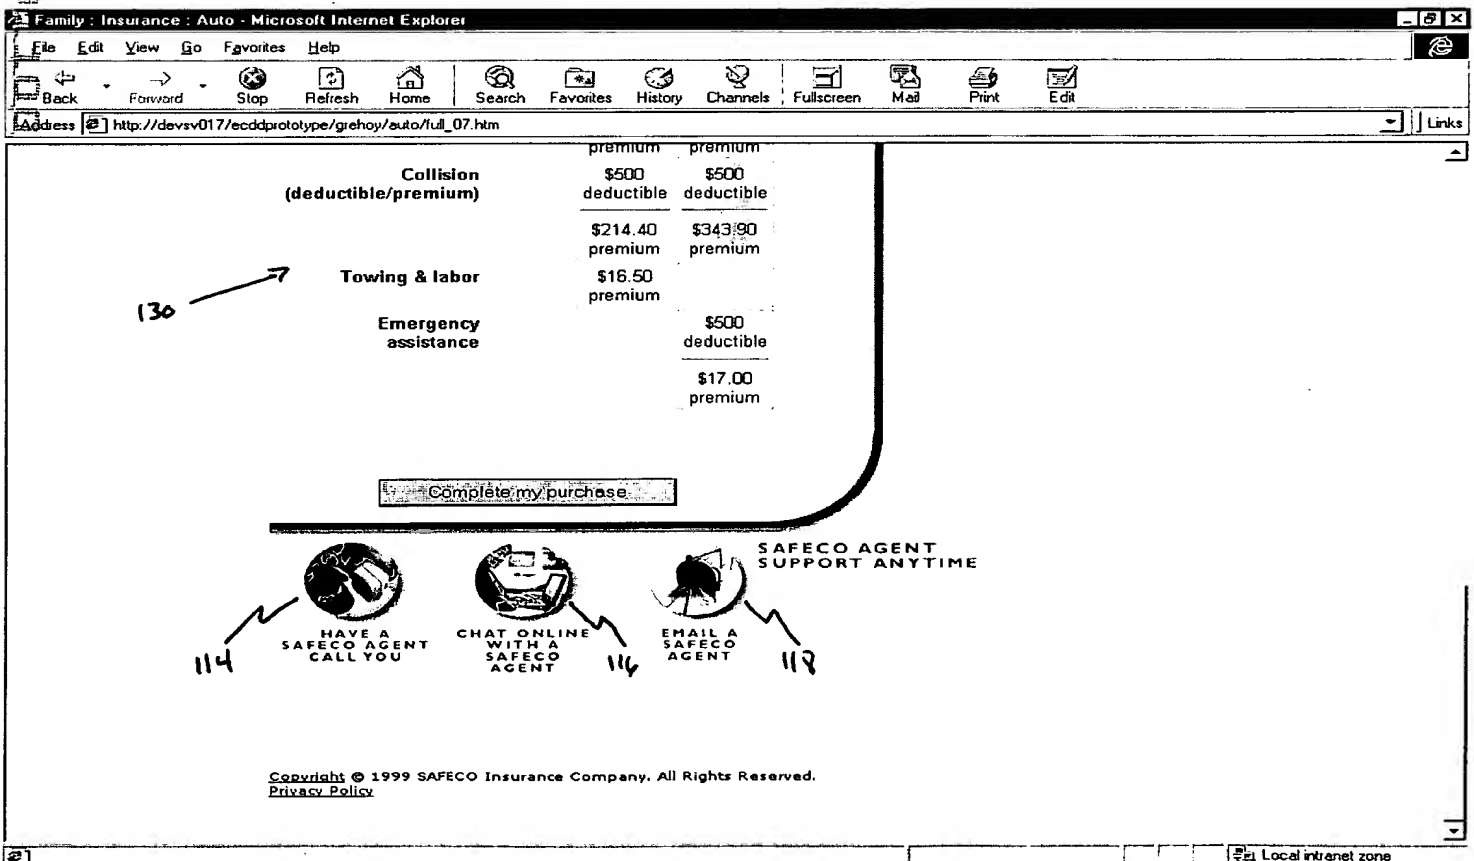 Family : Insurance : Auto - Microsoft Internet Explorer
File Edit View Go Favorites Help
Back Forward Stop Refresh Home Search Favorites History Channels Fullscreen Mail Print Edit
Address http://devsv017/ecddprototype/grehoy/auto/full_07.htm Links
premium premium
Collision $500 $500
(deductible/premium) deductible deductible
$214.40 $343.90
premium premium
Towing & labor $16.50
130 premium
Emergency $500
assistance deductible
$17.00
premium
Complete my purchase
SAFECO AGENT
SUPPORT ANYTIME
HAVE A CHAT ONLINE EMAIL A
SAFECO AGENT WITH A SAFECO
CALL YOU SAFECO AGENT
AGENT
114 116 118
Copyright © 1999 SAFECO Insurance Company. All Rights Reserved.
Privacy Policy
Local intranet zone